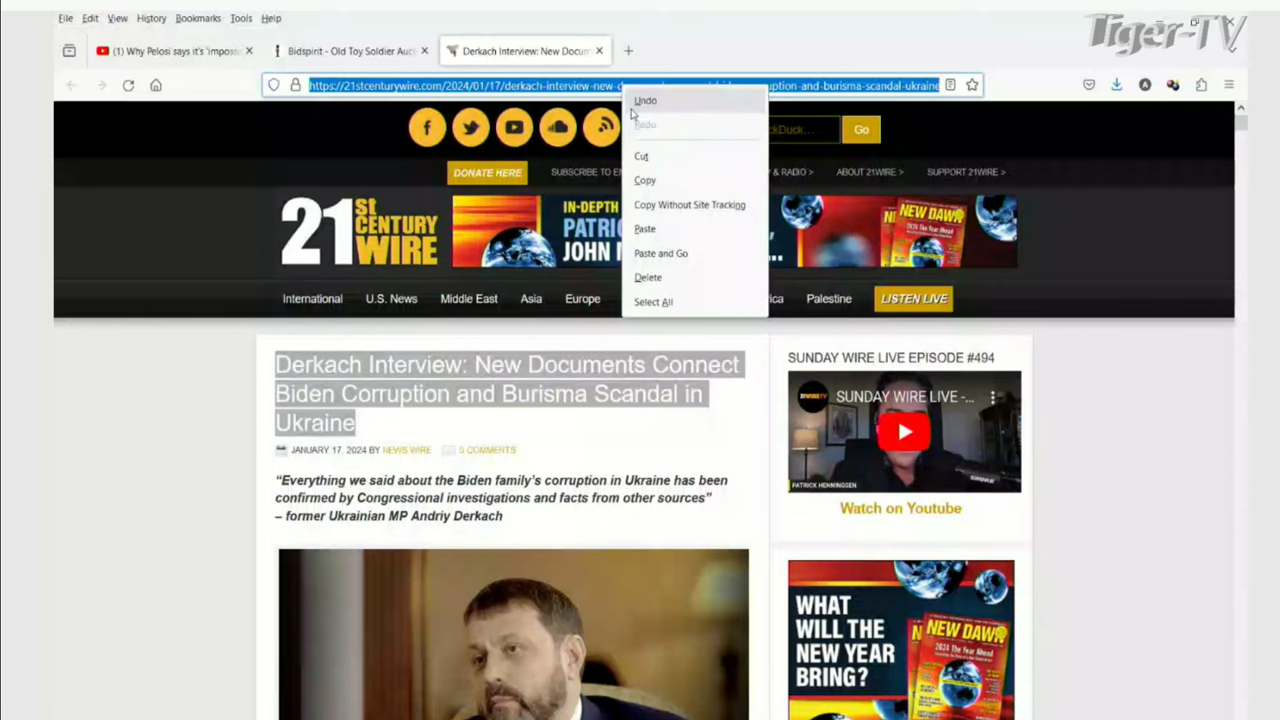 Tiger-TV
File Edit View History Bookmarks Tools Help
(1) Why Pelosi says it's 'imposs
Bidspirit - Old Toy Soldier Auc
Derkach Interview: New Docum
https://21stcenturywire.com/2024/01/17/derkach-interview-new-d
uption-and-burisma-scandal-ukraine
Undo
Redo
Cut
Copy
Copy Without Site Tracking
Paste
Paste and Go
Delete
Select All
ckDuck... Go
DONATE HERE SUBSCRIBE TO E & RADIO > ABOUT 21WIRE > SUPPORT 21WIRE >
21ST CENTURY WIRE
IN-DEPTH
PATRIC
JOHN
NEW DAWN
International U.S. News Middle East Asia Europe ica Palestine LISTEN LIVE
Derkach Interview: New Documents Connect
Biden Corruption and Burisma Scandal in
Ukraine
JANUARY 17, 2024 BY NEWS WIRE 0 COMMENTS
“Everything we said about the Biden family’s corruption in Ukraine has been
confirmed by Congressional investigations and facts from other sources”
– former Ukrainian MP Andriy Derkach
SUNDAY WIRE LIVE EPISODE #494
SUNDAY WIRE LIVE -...
PATRICK HENNINGSEN
Watch on Youtube
WHAT
WILL THE
NEW YEAR
BRING?
NEW DAWN
2024 The Year Ahead